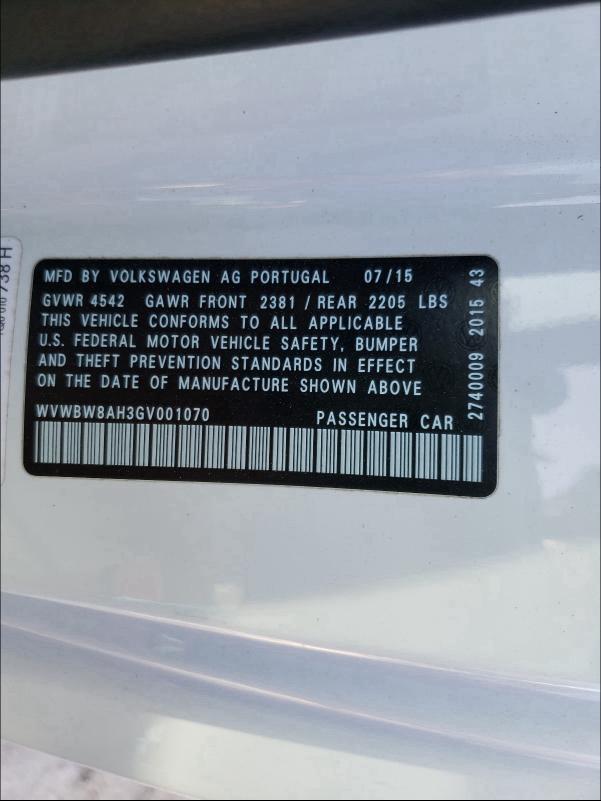 MFD BY VOLKSWAGEN AG PORTUGAL 07/15
GVWR 4542 GAWR FRONT 2381 / REAR 2205 LBS
THIS VEHICLE CONFORMS TO ALL APPLICABLE
U.S. FEDERAL MOTOR VEHICLE SAFETY, BUMPER
AND THEFT PREVENTION STANDARDS IN EFFECT
ON THE DATE OF MANUFACTURE SHOWN ABOVE
WVWBW8AH3GV001070 PASSENGER CAR
2740009 2015 43
738 H